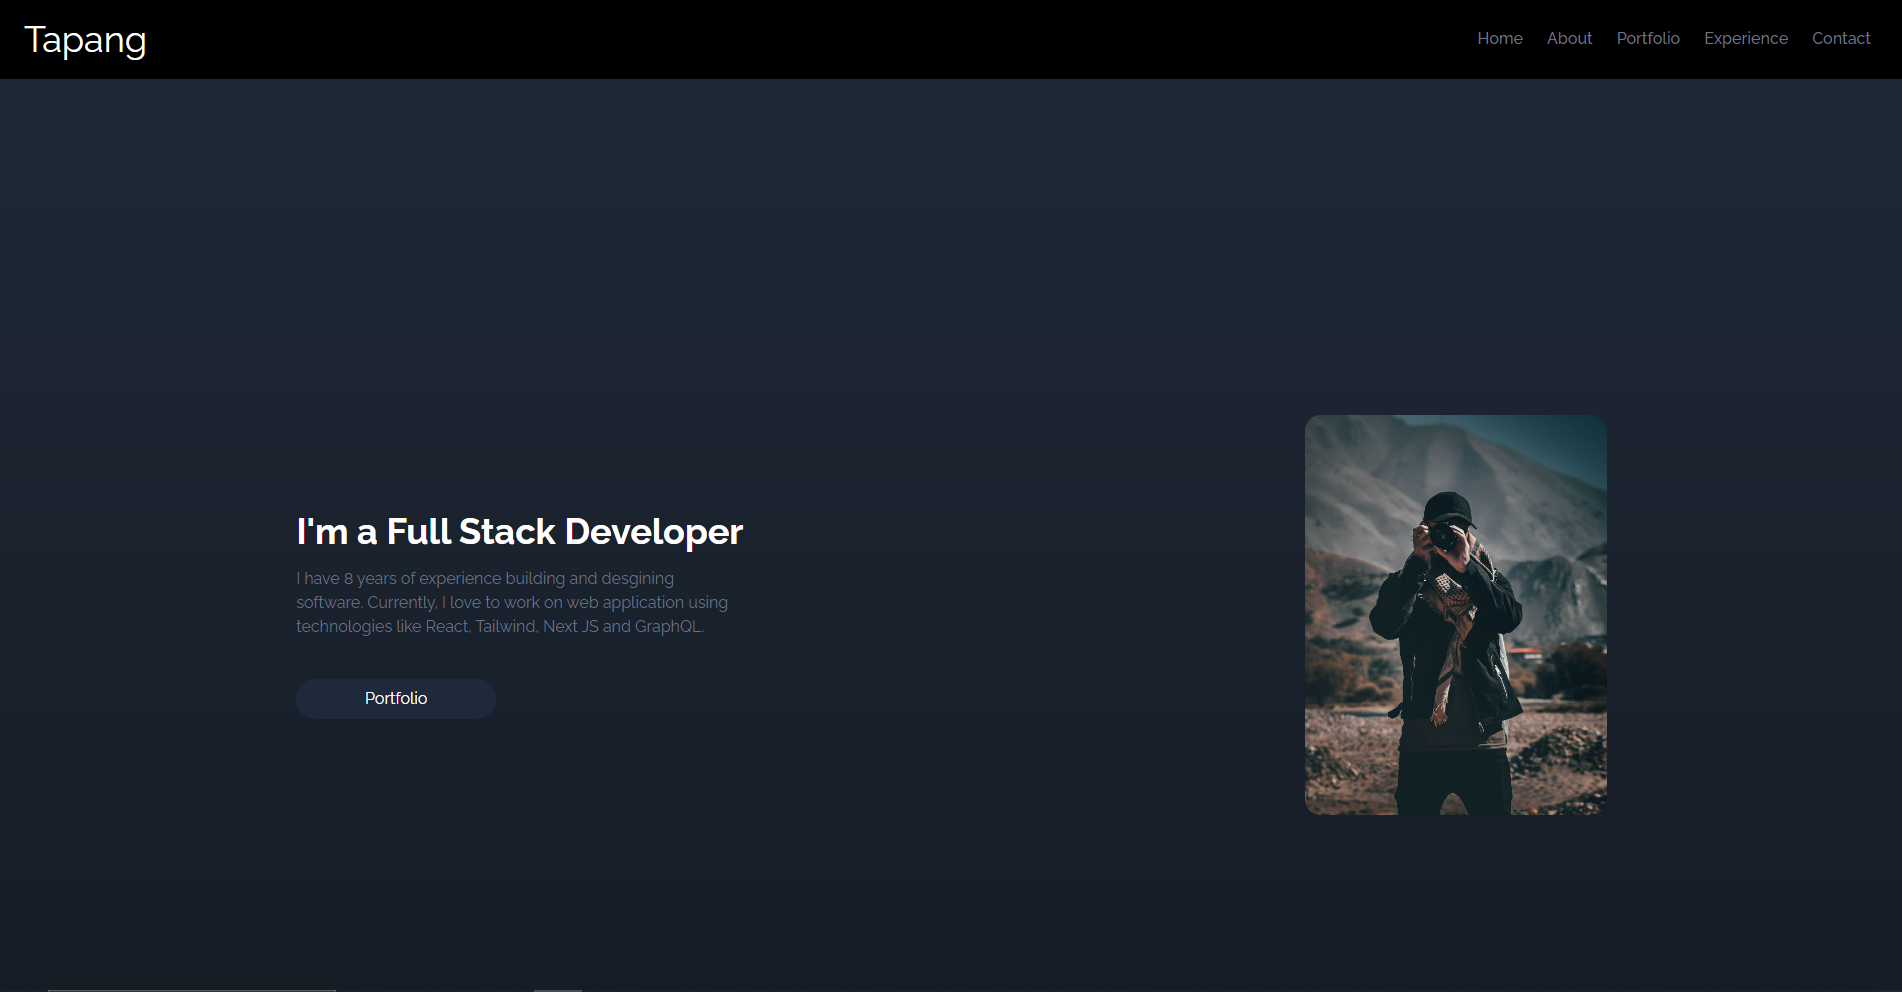 Tapang
Home About Portfolio Experience Contact
I'm a Full Stack Developer
I have 8 years of experience building and desgining
software. Currently, I love to work on web application using
technologies like React, Tailwind, Next JS and GraphQL.
Portfolio